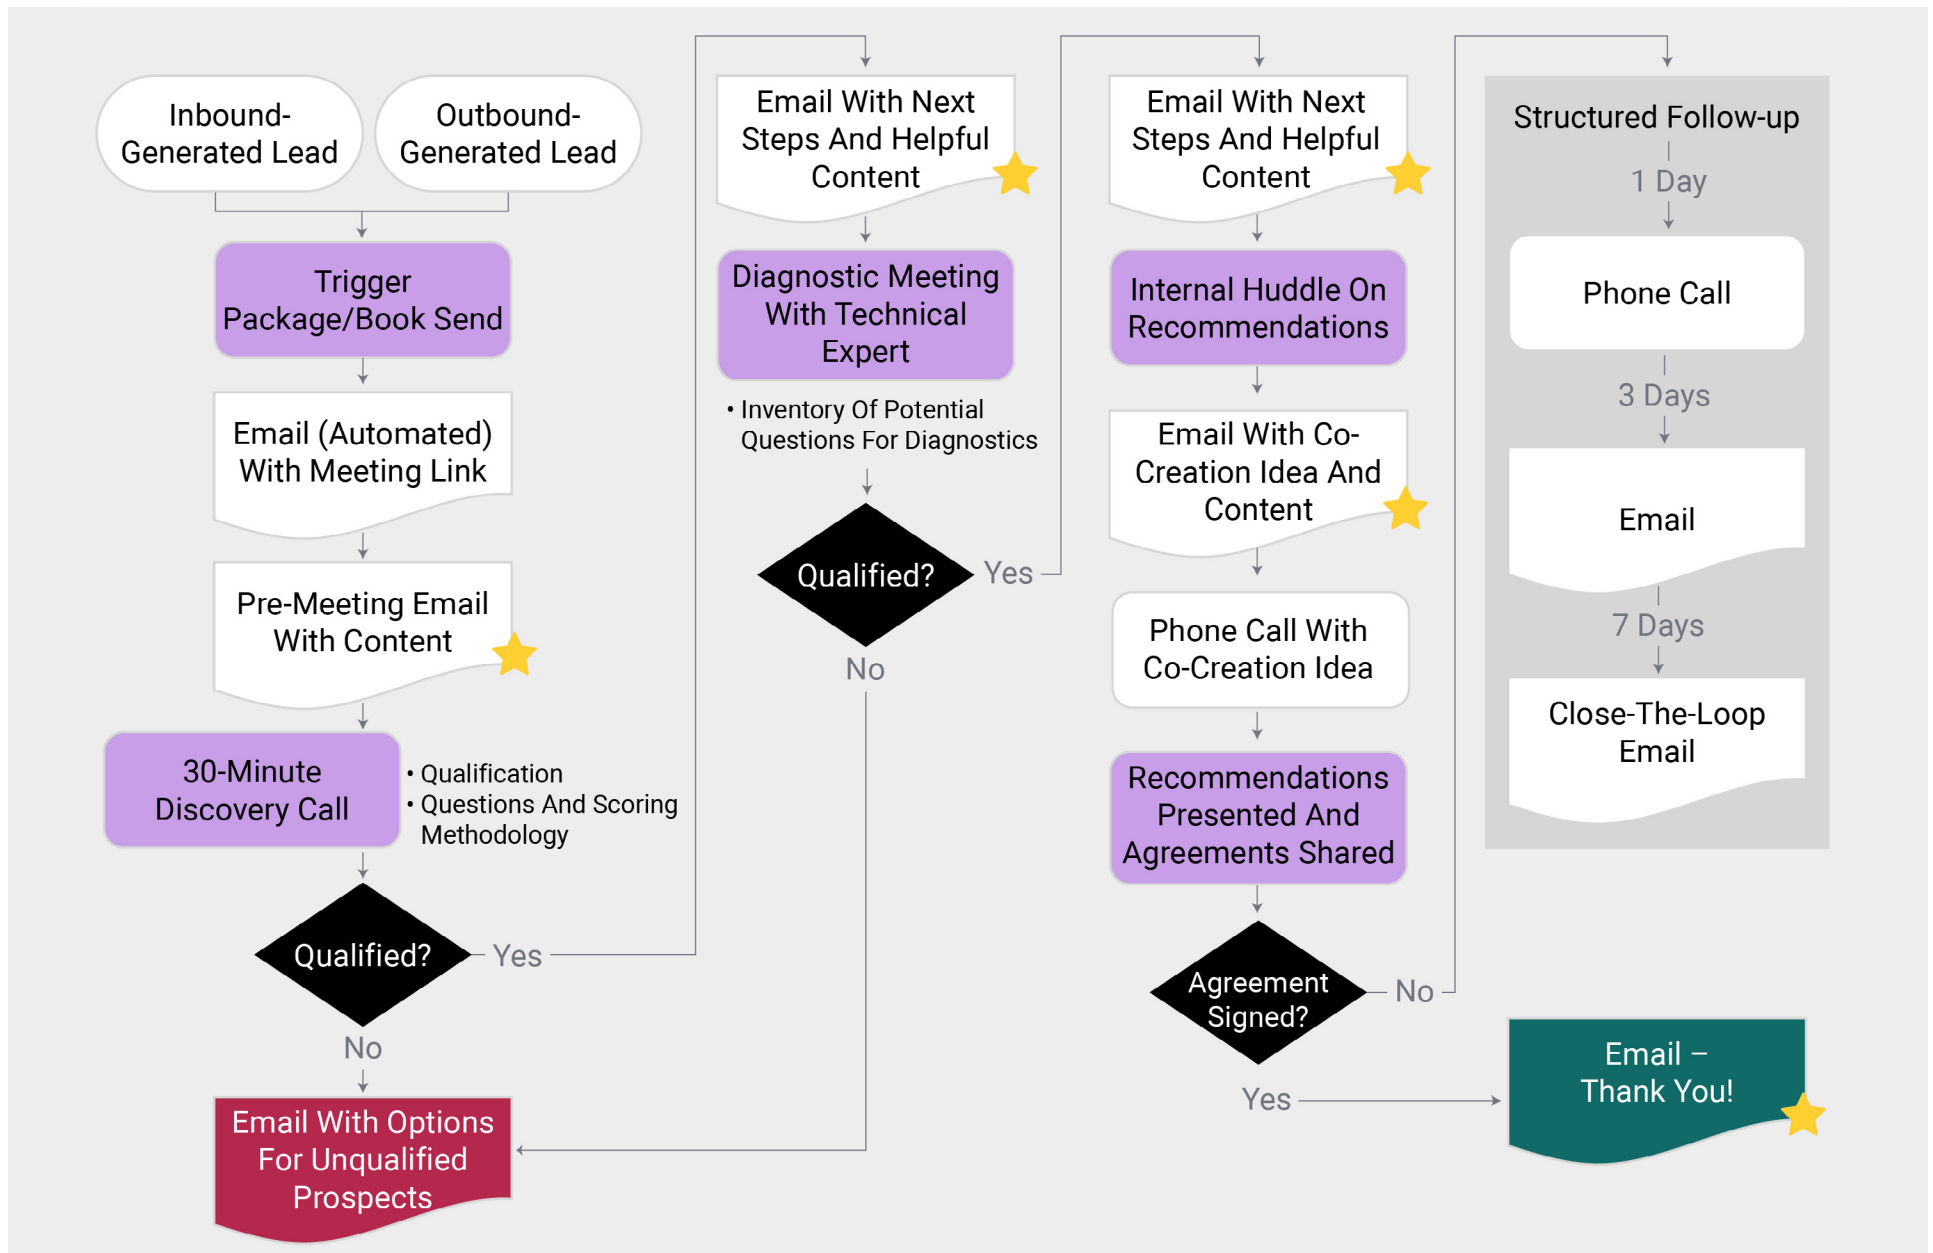 Inbound-
Generated Lead
Outbound-
Generated Lead
Trigger
Package/Book Send
Email (Automated)
With Meeting Link
Pre-Meeting Email
With Content
30-Minute
Discovery Call
• Qualification
• Questions And Scoring
Methodology
Qualified?
Yes
No
Email With Options
For Unqualified
Prospects
Email With Next
Steps And Helpful
Content
Diagnostic Meeting
With Technical
Expert
• Inventory Of Potential
Questions For Diagnostics
Qualified?
Yes
No
Email With Next
Steps And Helpful
Content
Internal Huddle On
Recommendations
Email With Co-
Creation Idea And
Content
Phone Call With
Co-Creation Idea
Recommendations
Presented And
Agreements Shared
Agreement
Signed?
No
Yes
Structured Follow-up
1 Day
Phone Call
3 Days
Email
7 Days
Close-The-Loop
Email
Email –
Thank You!